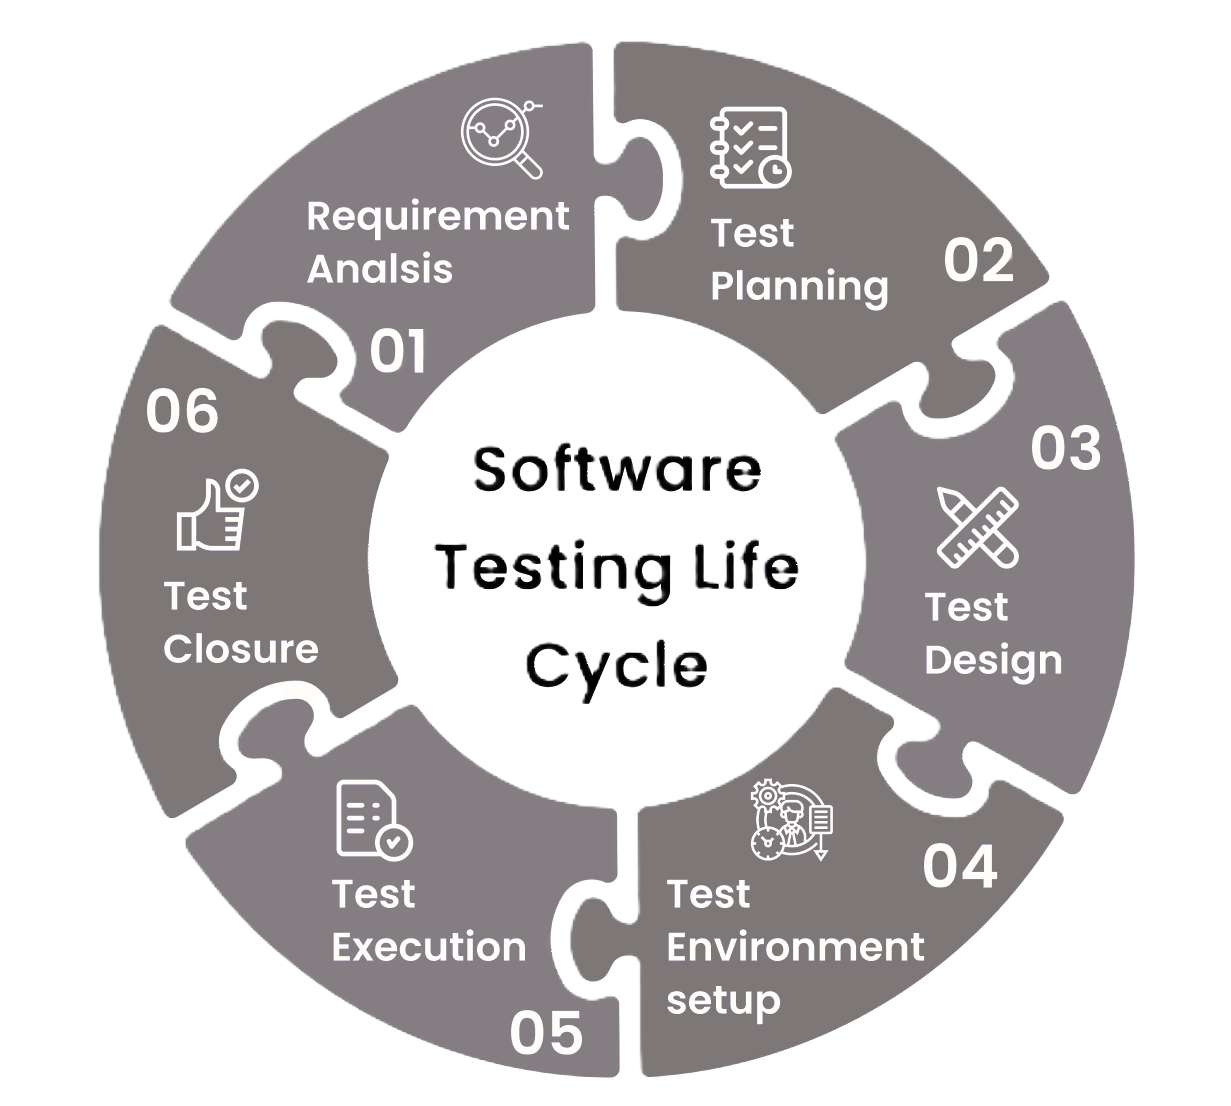 Requirement
Analsis
01
Test
Planning
02
03
Test
Design
04
Test
Environment
setup
Test
Execution
05
06
Test
Closure
Software
Testing Life
Cycle